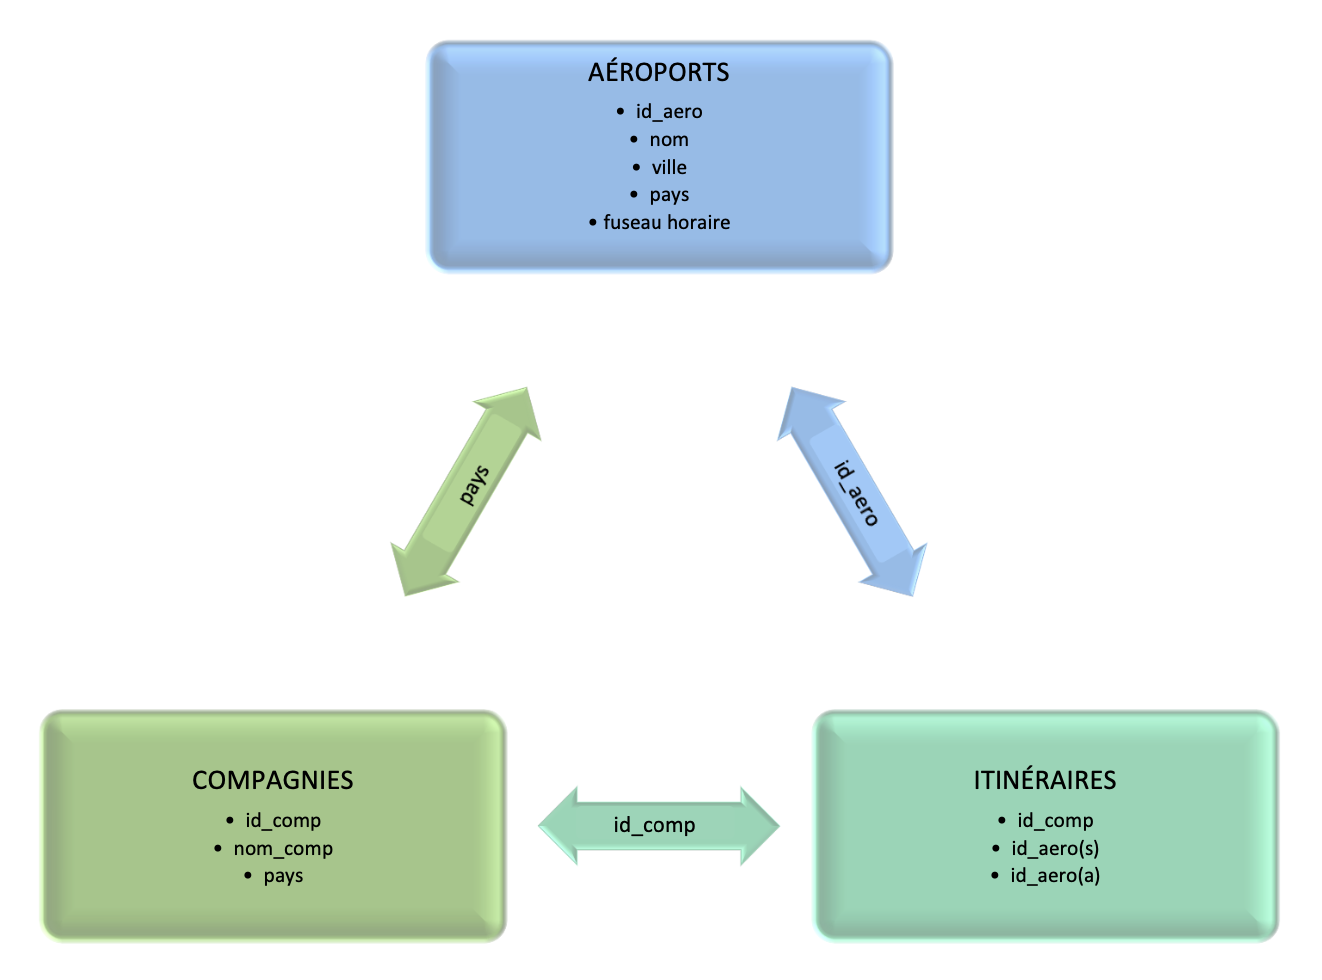 AÉROPORTS
• id_aero
• nom
• ville
• pays
• fuseau horaire
pays
id_aero
COMPAGNIES
• id_comp
• nom_comp
• pays
id_comp
ITINÉRAIRES
• id_comp
• id_aero(s)
• id_aero(a)